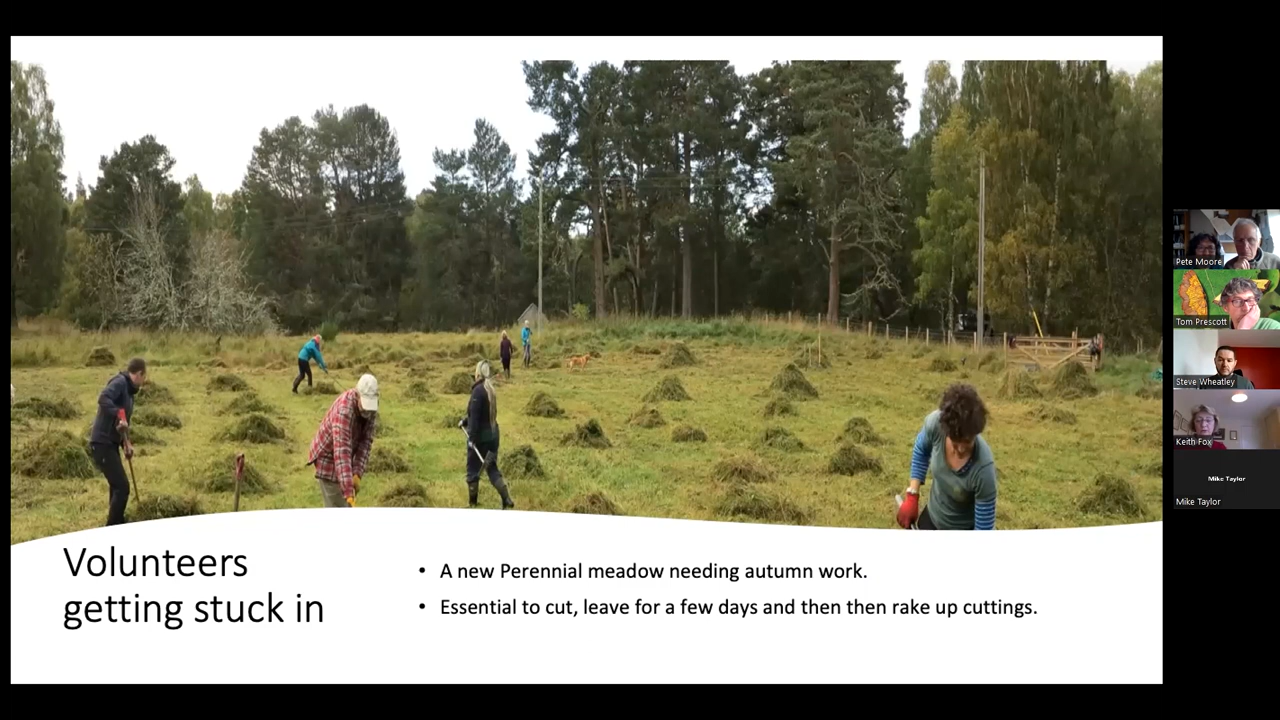 Volunteers
getting stuck in
• A new Perennial meadow needing autumn work.
• Essential to cut, leave for a few days and then then rake up cuttings.
Pete Moore
Tom Prescott
Steve Wheatley
Keith Fox
Mike Taylor
Mike Taylor